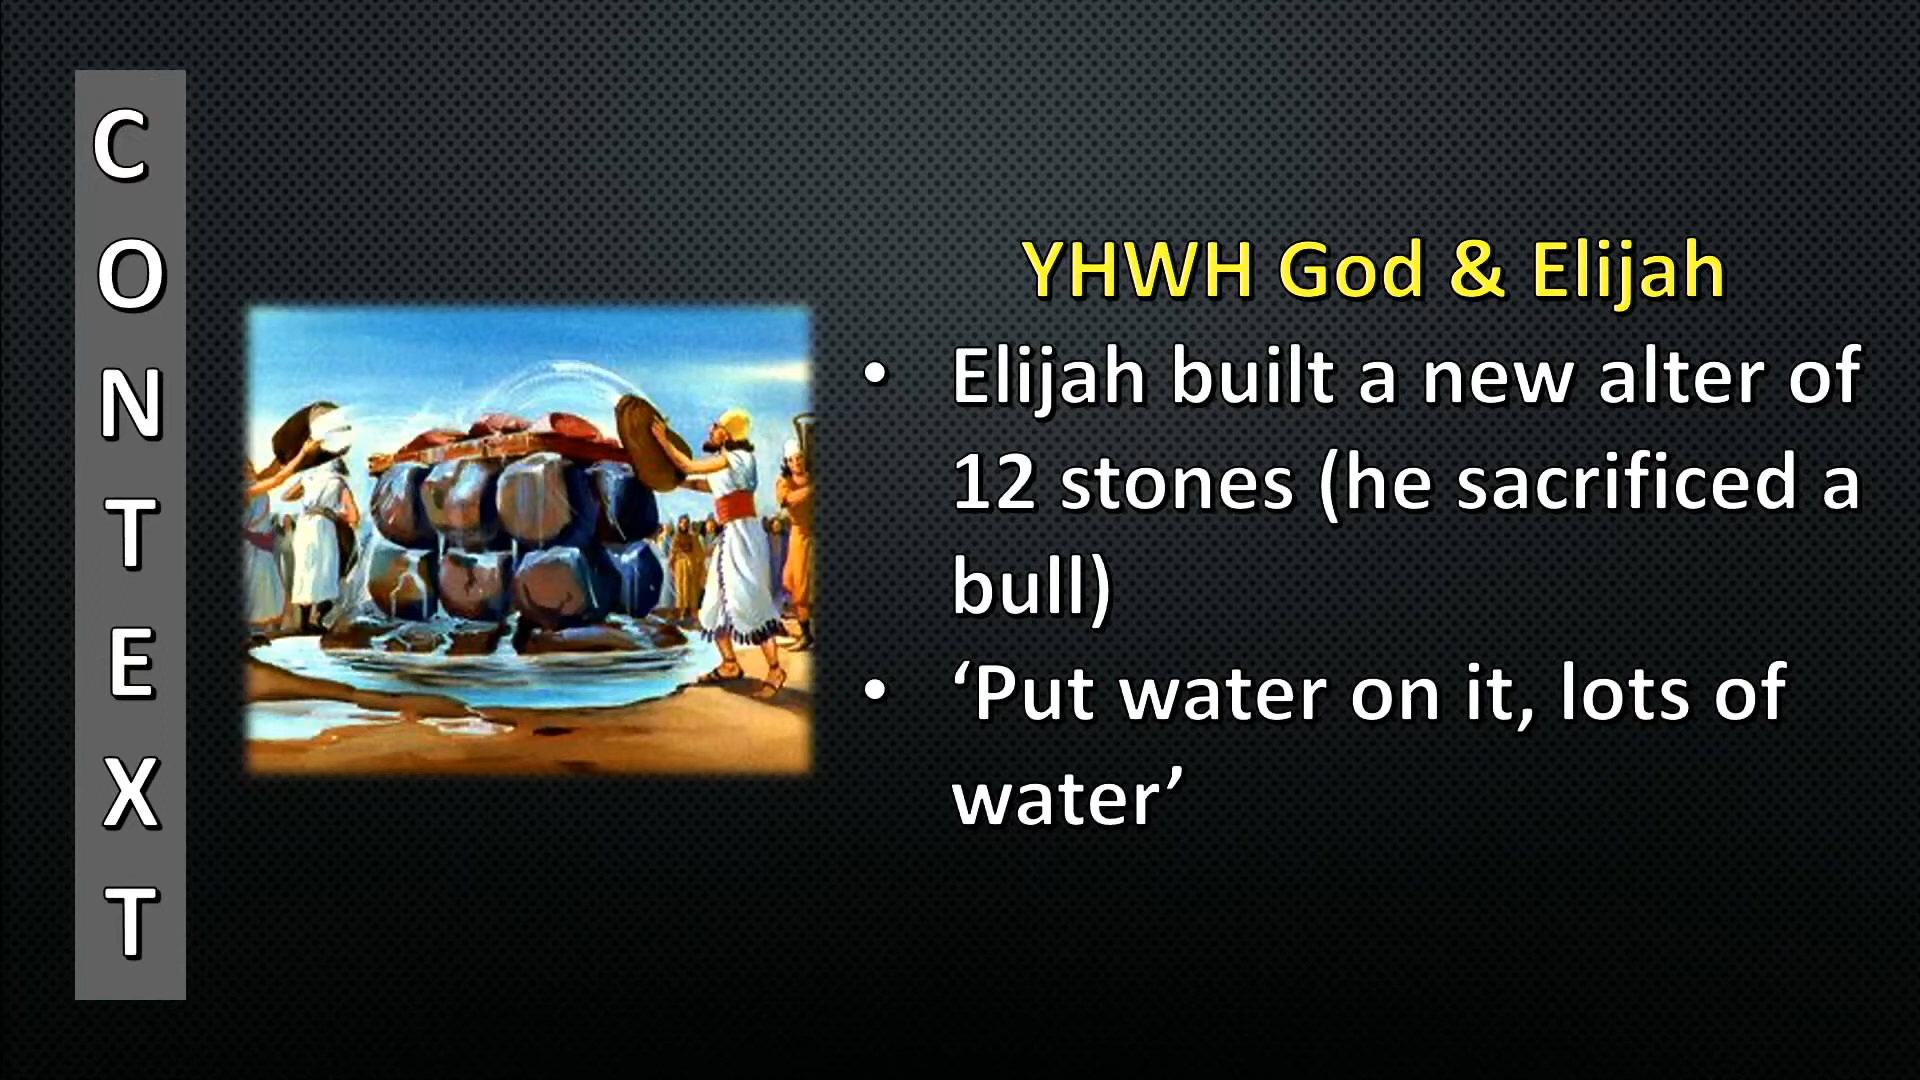 C
O
N
T
E
X
T
YHWH God & Elijah
• Elijah built a new alter of
12 stones (he sacrificed a
bull)
• ‘Put water on it, lots of
water’